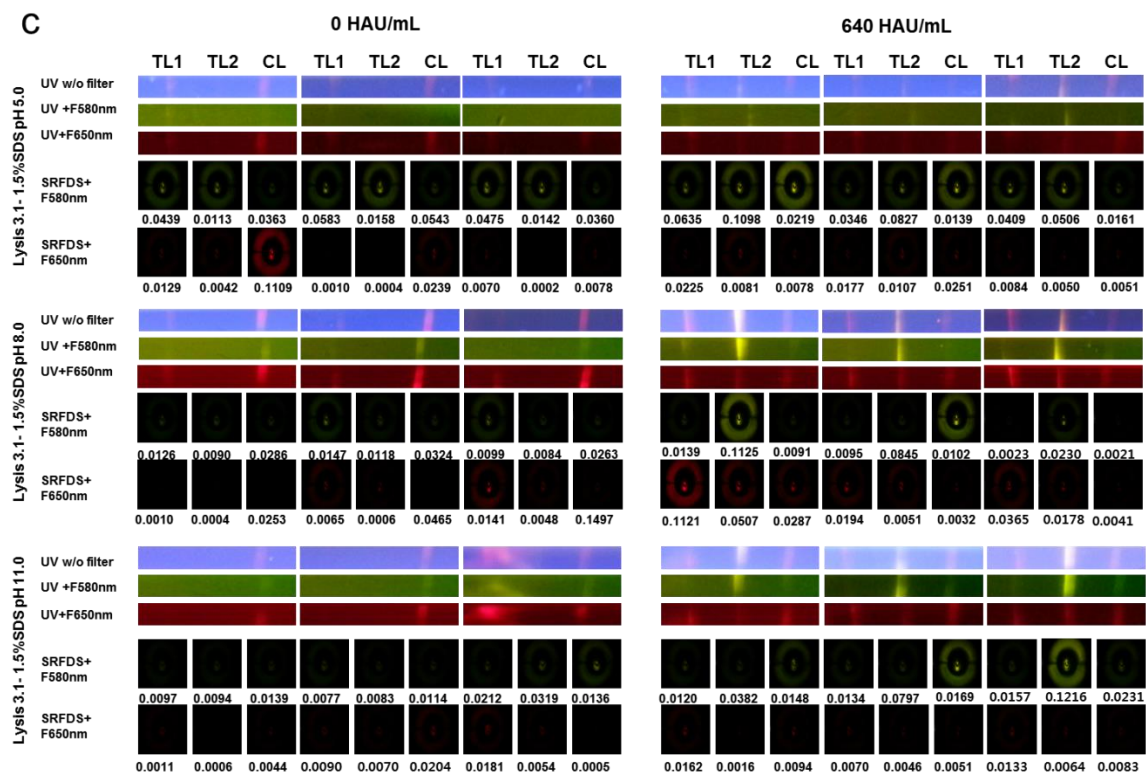 C
0 HAU/mL
640 HAU/mL
TL1 TL2 CL TL1 TL2 CL TL1 TL2 CL
TL1 TL2 CL TL1 TL2 CL TL1 TL2 CL
Lysis 3.1- 1.5%SDS pH 5.0
UV w/o filter
UV +F580nm
UV+F650nm
SRFDS+
F580nm
0.0439 0.0113 0.0363 0.0583 0.0158 0.0543 0.0475 0.0142 0.0360
0.0635 0.1098 0.0219 0.0346 0.0827 0.0139 0.0409 0.0506 0.0161
SRFDS+
F650nm
0.0129 0.0042 0.1109 0.0010 0.0004 0.0239 0.0070 0.0002 0.0078
0.0225 0.0081 0.0078 0.0177 0.0107 0.0251 0.0084 0.0050 0.0051
Lysis 3.1- 1.5%SDS pH 8.0
UV w/o filter
UV +F580nm
UV+F650nm
SRFDS+
F580nm
0.0126 0.0090 0.0286 0.0147 0.0118 0.0324 0.0099 0.0084 0.0263
0.0139 0.1125 0.0091 0.0095 0.0845 0.0102 0.0023 0.0230 0.0021
SRFDS+
F650nm
0.0010 0.0004 0.0253 0.0065 0.0006 0.0465 0.0141 0.0048 0.1497
0.1121 0.0507 0.0287 0.0194 0.0051 0.0032 0.0365 0.0178 0.0041
Lysis 3.1- 1.5%SDS pH 11.0
UV w/o filter
UV +F580nm
UV+F650nm
SRFDS+
F580nm
0.0097 0.0094 0.0139 0.0077 0.0083 0.0114 0.0212 0.0319 0.0136
0.0120 0.0382 0.0148 0.0134 0.0797 0.0169 0.0157 0.1216 0.0231
SRFDS+
F650nm
0.0011 0.0006 0.0044 0.0090 0.0070 0.0204 0.0181 0.0054 0.0005
0.0162 0.0016 0.0094 0.0070 0.0046 0.0051 0.0133 0.0064 0.0083